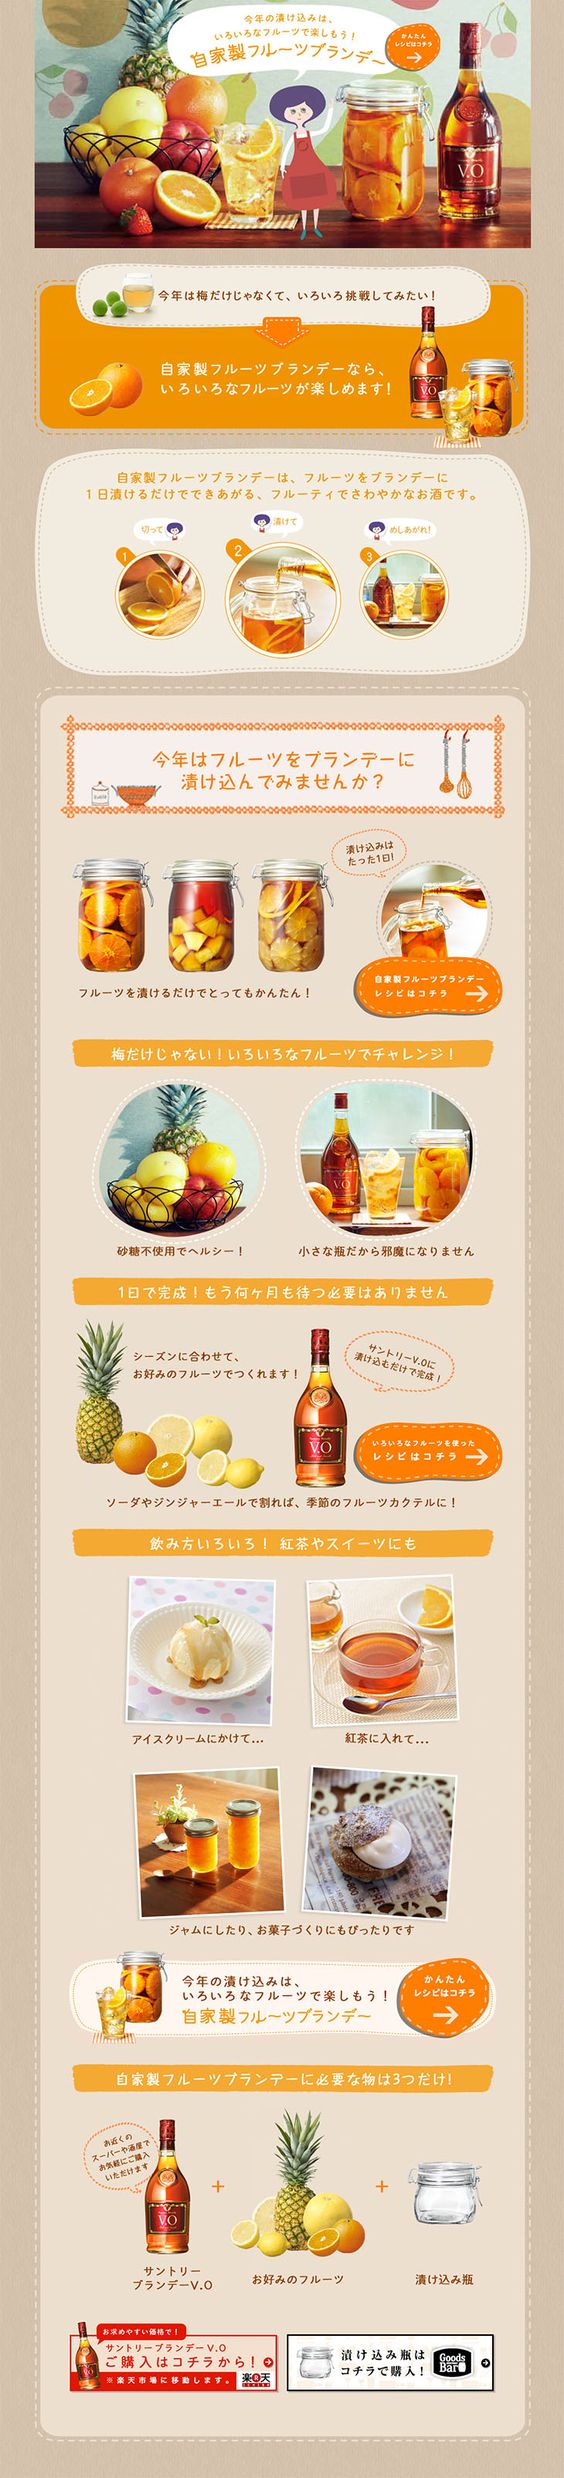 今年の漬け込みは、
いろいろなフルーツで楽しもう！
自家製フルーツブランデー
かんたん
レシピはコチラ
V.O
今年は梅だけじゃなくて、いろいろ挑戦してみたい！
自家製フルーツブランデーなら、
いろいろなフルーツが楽しめます！
V.O
自家製フルーツブランデーは、フルーツをブランデーに
1日漬けるだけでできあがる、フルーティでさわやかなお酒です。
切って
漬けて
めしあがれ！
1
2
3
今年はフルーツをブランデーに
漬け込んでみませんか？
漬け込みは
たった1日!
フルーツを漬けるだけでとってもかんたん！
自家製フルーツブランデー
レシピはコチラ
梅だけじゃない！いろいろなフルーツでチャレンジ！
V.O
砂糖不使用でヘルシー！
小さな瓶だから邪魔になりません
1日で完成！もう何ヶ月も待つ必要はありません
シーズンに合わせて、
お好みのフルーツでつくれます！
サントリーV.Oに
漬け込むだけで完成！
V.O
いろいろなフルーツを使った
レシピはコチラ
ソーダやジンジャーエールで割れば、季節のフルーツカクテルに！
飲み方いろいろ！ 紅茶やスイーツにも
アイスクリームにかけて...
紅茶に入れて...
ジャムにしたり、お菓子づくりにもぴったりです
今年の漬け込みは、
いろいろなフルーツで楽しもう！
自家製フルーツブランデー
かんたん
レシピはコチラ
自家製フルーツブランデーに必要な物は3つだけ!
お近くの
スーパーや酒屋で
お気軽にご購入
いただけます
V.O
+
+
サントリー
ブランデーV.O
お好みのフルーツ
漬け込み瓶
お求めやすい価格で！
サントリーブランデーV.O
ご購入はコチラから！
※楽天市場に移動します。
楽天
ICHIBA
V.O
漬け込み瓶は
コチラで購入！
Goods
Bar